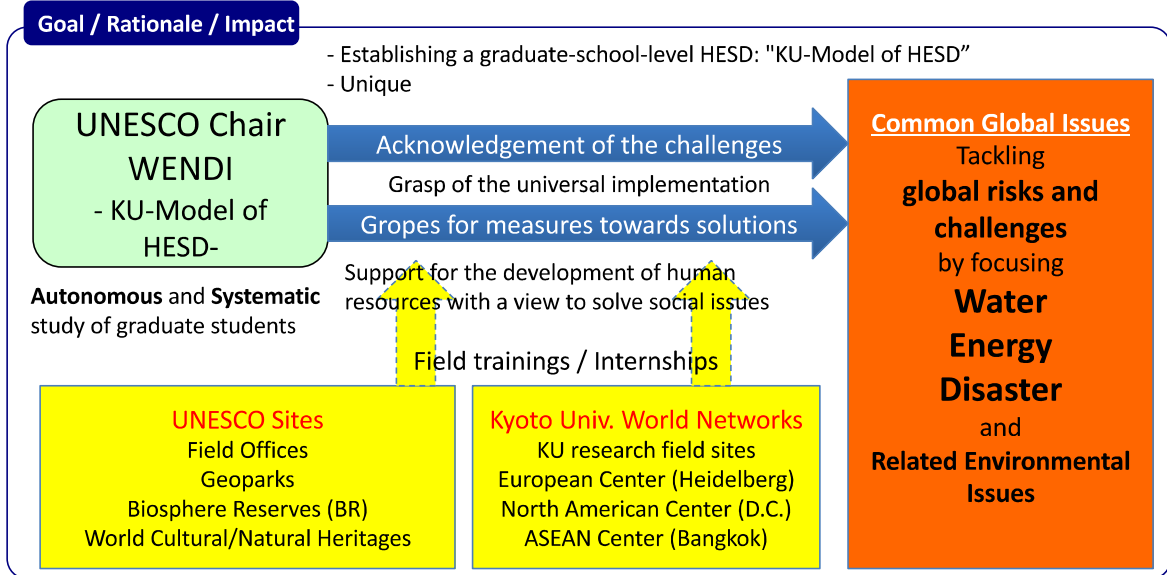 Goal / Rationale / Impact
- Establishing a graduate-school-level HESD: "KU-Model of HESD”
- Unique
UNESCO Chair
WENDI
- KU-Model of
HESD-
Autonomous and Systematic
study of graduate students
Acknowledgement of the challenges
Grasp of the universal implementation
Gropes for measures towards solutions
Support for the development of human
resources with a view to solve social issues
Field trainings / Internships
UNESCO Sites
Field Offices
Geoparks
Biosphere Reserves (BR)
World Cultural/Natural Heritages
Kyoto Univ. World Networks
KU research field sites
European Center (Heidelberg)
North American Center (D.C.)
ASEAN Center (Bangkok)
Common Global Issues
Tackling
global risks and
challenges
by focusing
Water
Energy
Disaster
and
Related Environmental
Issues